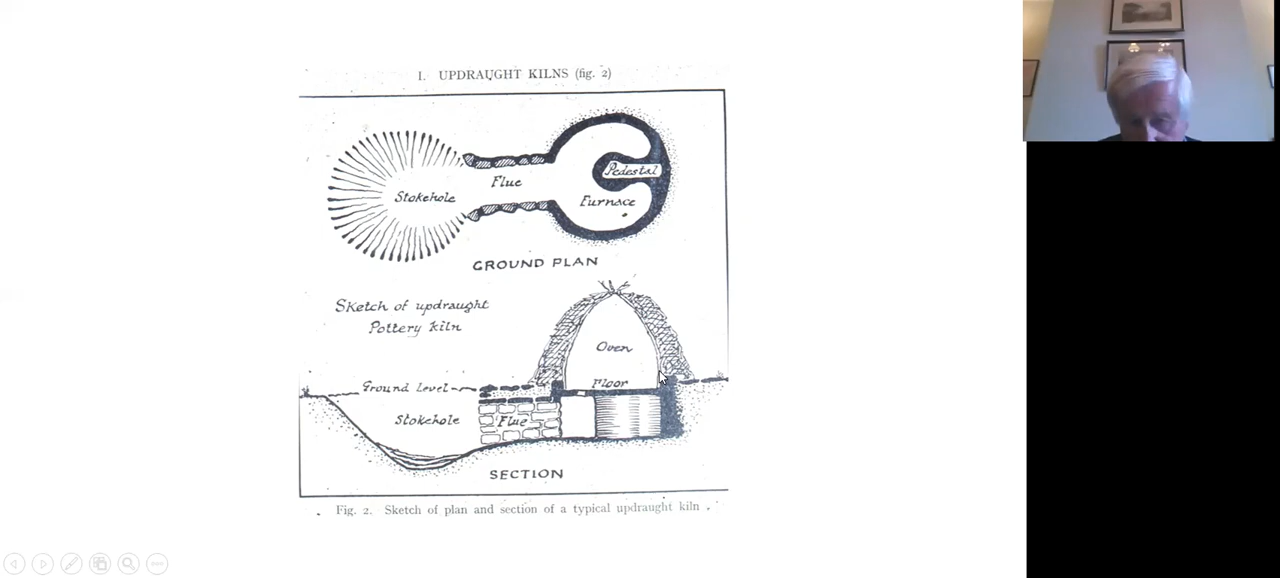 I. UPDRAUGHT KILNS (fig. 2)
Stokehole
Flue
Pedestal
Furnace
GROUND PLAN
Sketch of updraught
Pottery kiln
Oven
Floor
Ground Level
Stokehole
Flue
SECTION
Fig. 2. Sketch of plan and section of a typical updraught kiln